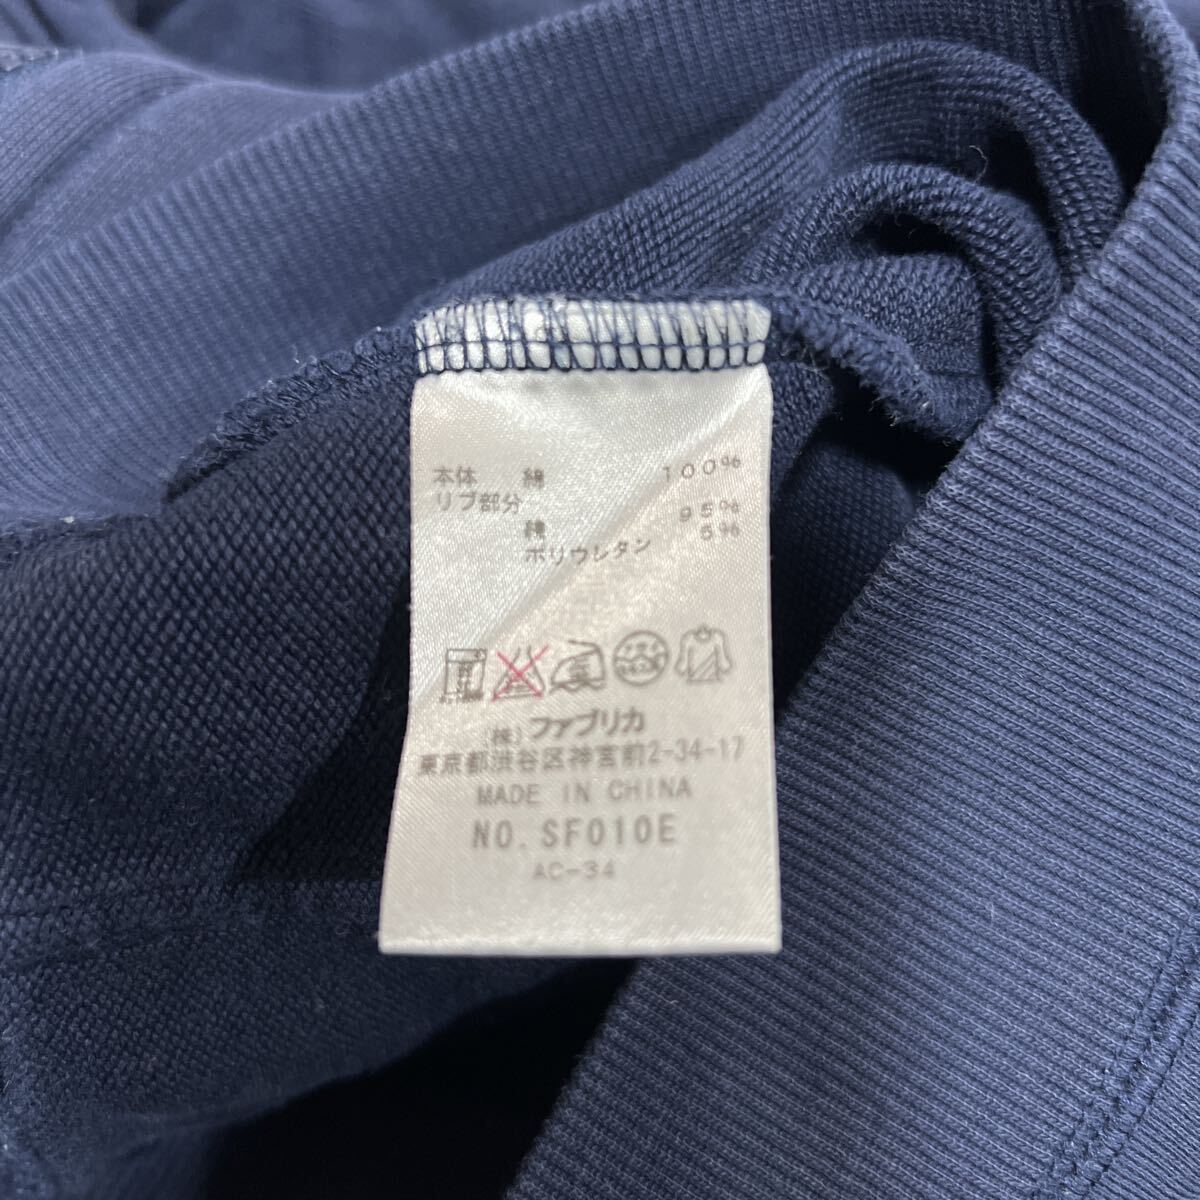 本体 綿 100%
リブ部分
綿 95%
ポリウレタン 5%
(株)ファブリカ
東京都渋谷区神宮前2-34-17
MADE IN CHINA
NO. SF010E
AC-34